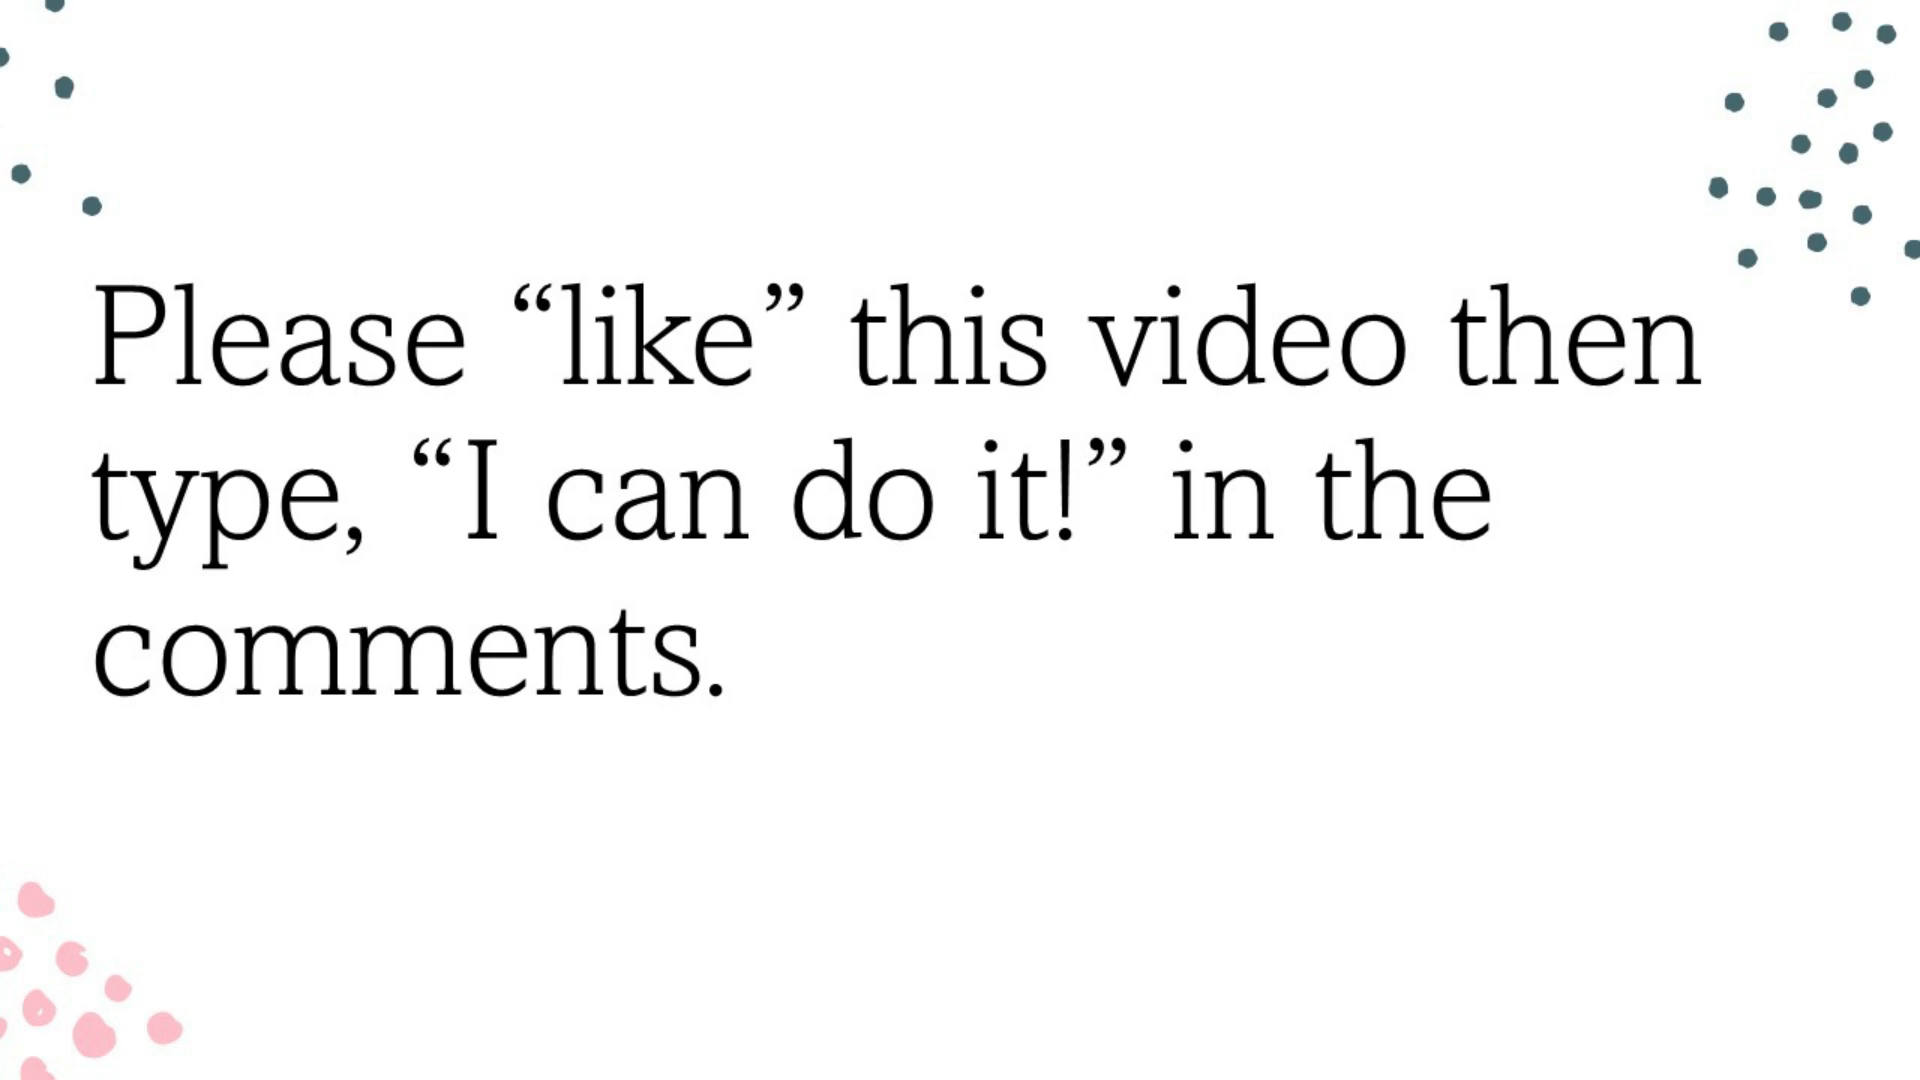 Please “like” this video then
type, “I can do it!” in the
comments.